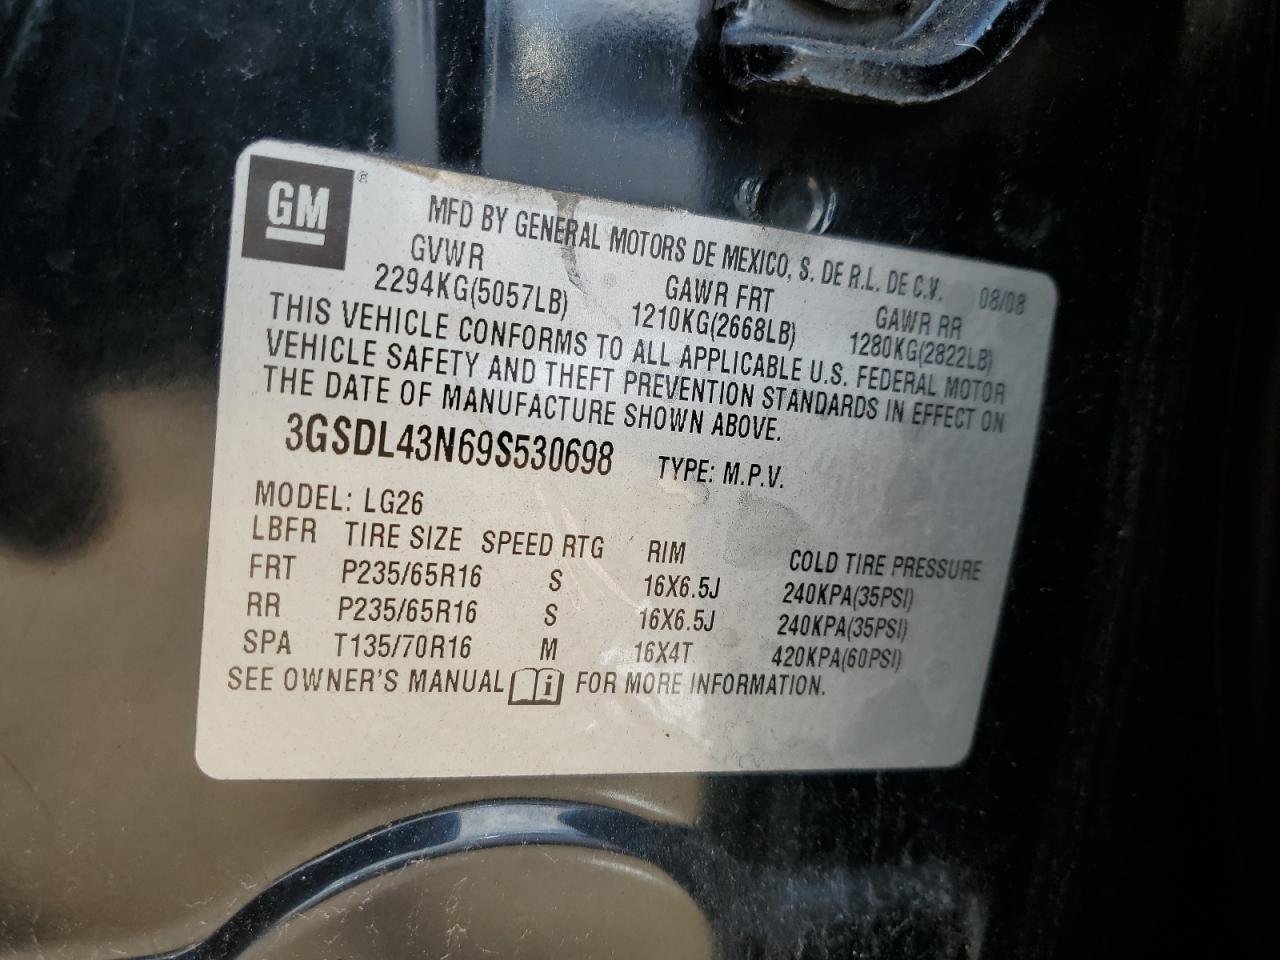 GM ®
MFD BY GENERAL MOTORS DE MEXICO, S. DE R.L. DE C.V. 08/08
GVWR GAWR FRT GAWR RR
2294KG(5057LB) 1210KG(2668LB) 1280KG(2822LB)
THIS VEHICLE CONFORMS TO ALL APPLICABLE U.S. FEDERAL MOTOR
VEHICLE SAFETY AND THEFT PREVENTION STANDARDS IN EFFECT ON
THE DATE OF MANUFACTURE SHOWN ABOVE.
3GSDL43N69S530698 TYPE: M.P.V.
MODEL: LG26
LBFR TIRE SIZE SPEED RTG RIM COLD TIRE PRESSURE
FRT P235/65R16 S 16X6.5J 240KPA(35PSI)
RR P235/65R16 S 16X6.5J 240KPA(35PSI)
SPA T135/70R16 M 16X4T 420KPA(60PSI)
SEE OWNER'S MANUAL i FOR MORE INFORMATION.